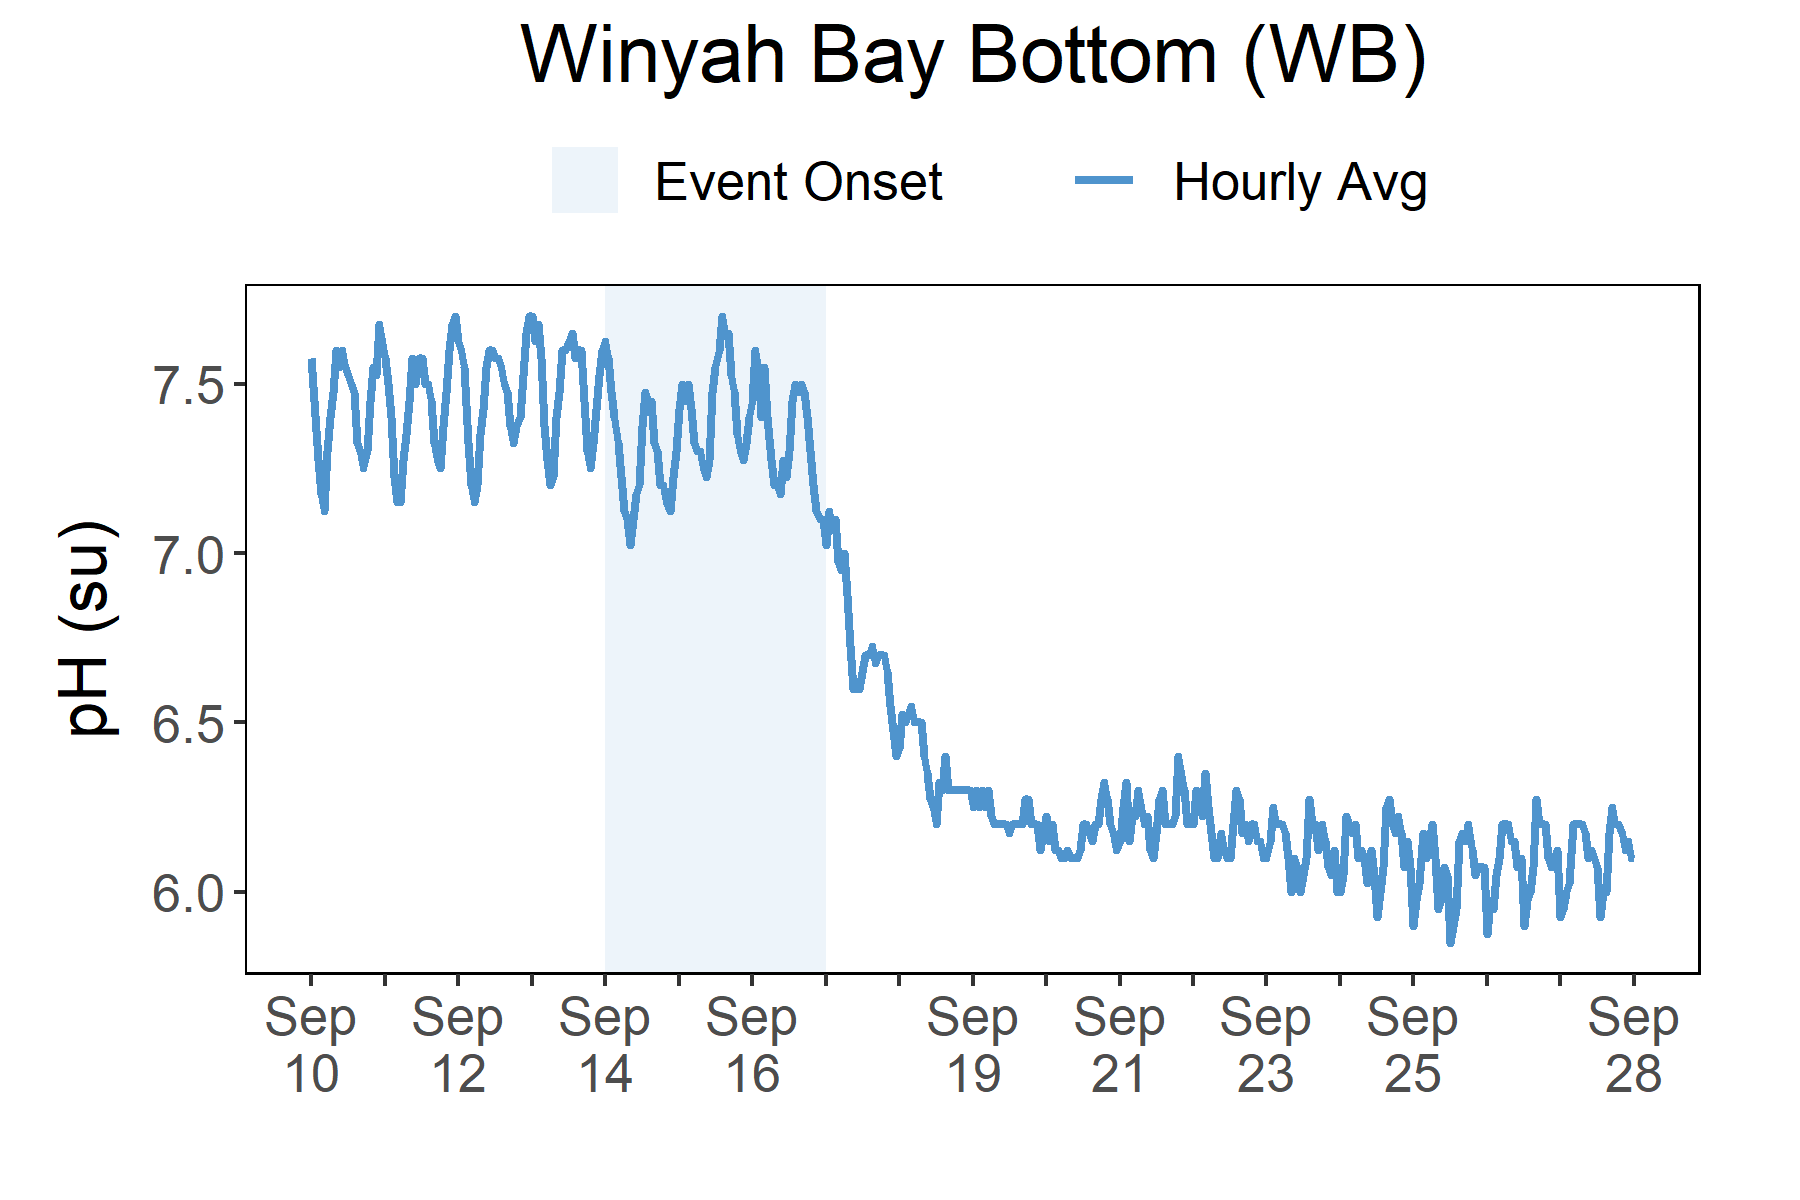 Winyah Bay Bottom (WB)
Event Onset Hourly Avg
pH (su)
7.5
7.0
6.5
6.0
Sep Sep Sep Sep Sep Sep Sep Sep Sep
10 12 14 16 19 21 23 25 28